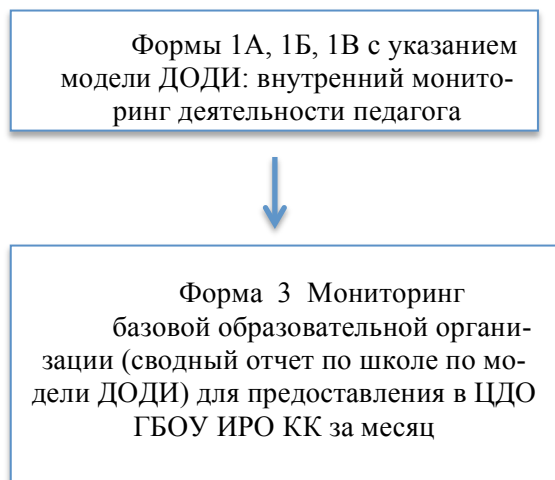 Формы 1А, 1Б, 1В с указанием
модели ДОДИ: внутренний монито-
ринг деятельности педагога
Форма 3 Мониторинг
базовой образовательной органи-
зации (сводный отчет по школе по мо-
дели ДОДИ) для предоставления в ЦДО
ГБОУ ИРО КК за месяц